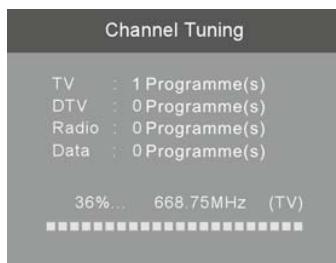 Channel Tuning
TV : 1 Programme(s)
DTV : 0 Programme(s)
Radio : 0 Programme(s)
Data : 0 Programme(s)
36%... 668.75MHz (TV)